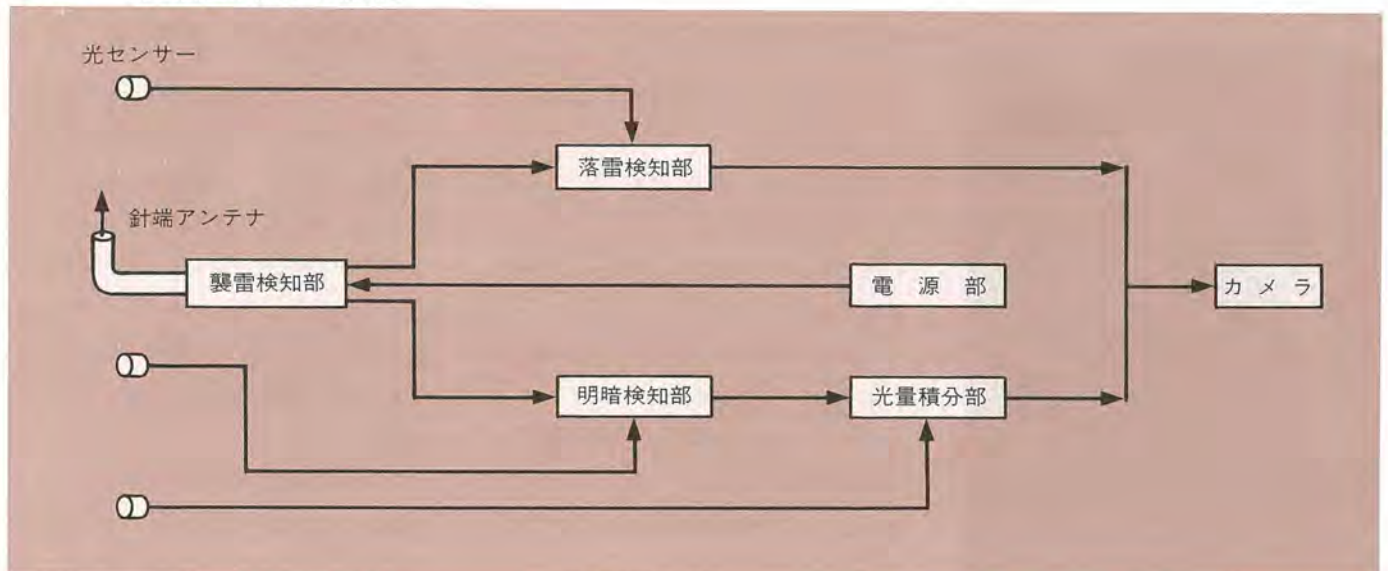 光センサー
落雷検知部
針端アンテナ
襲雷検知部
電源部
カメラ
明暗検知部
光量積分部